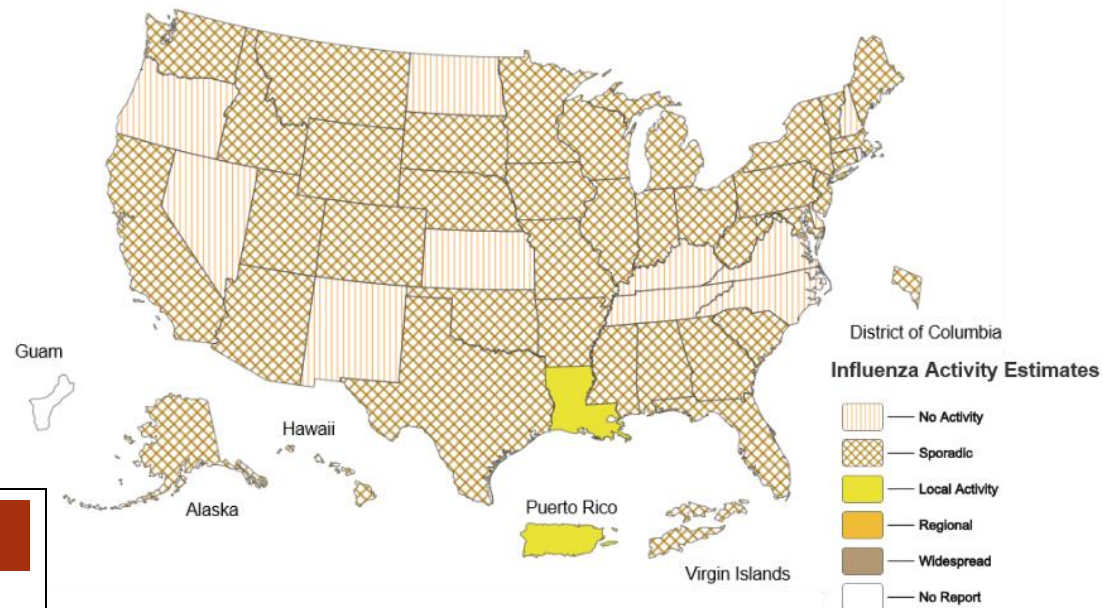 Guam
Alaska
Hawaii
Puerto Rico
Virgin Islands
District of Columbia
Influenza Activity Estimates
No Activity
Sporadic
Local Activity
Regional
Widespread
No Report